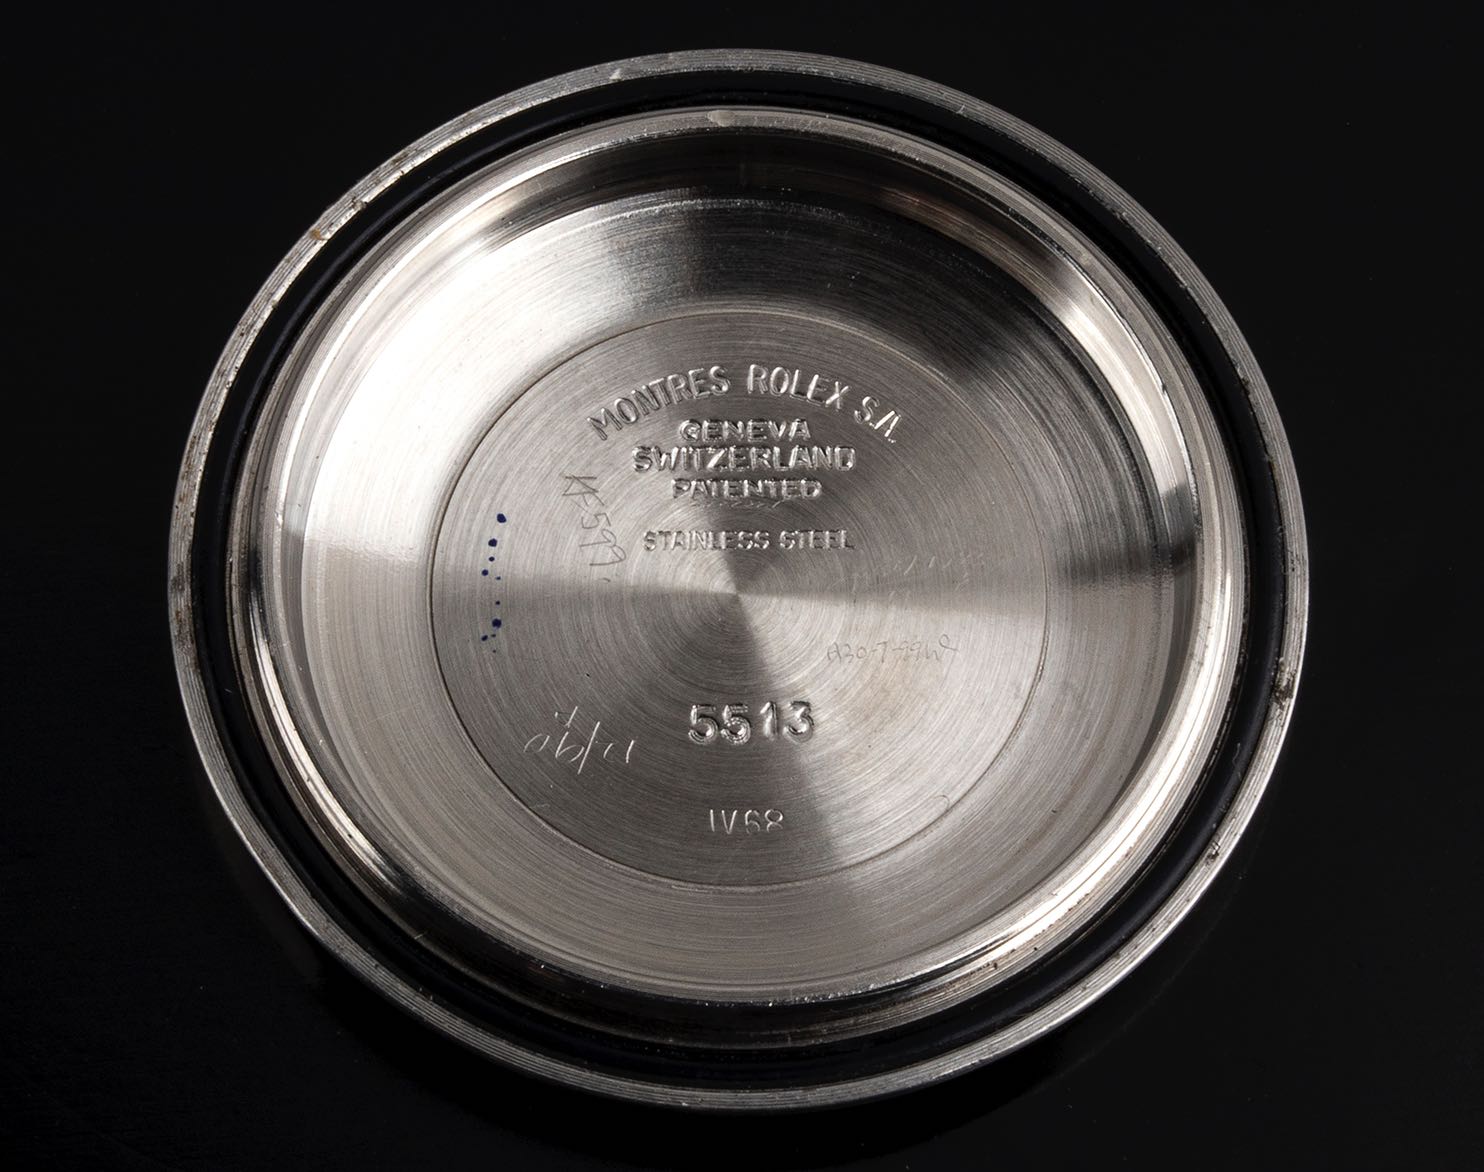 MONTRES ROLEX S.A.
GENEVA
SWITZERLAND
PATENTED
STAINLESS STEEL
5513
IV68